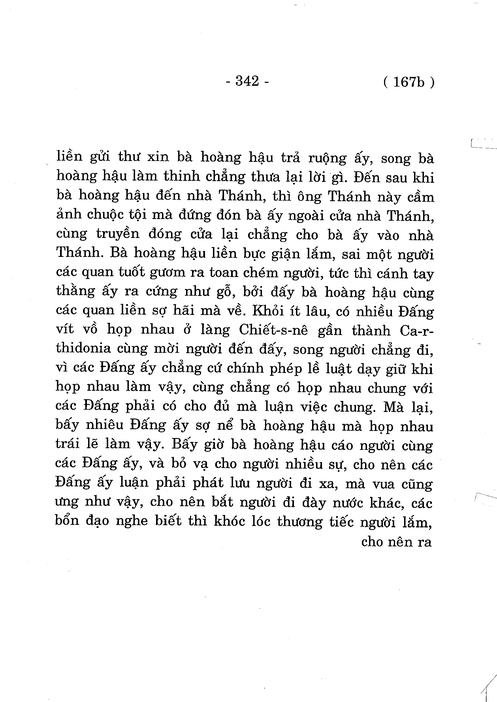 - 342 - ( 167b )
liền gửi thư xin bà hoàng hậu trả ruộng ấy, song bà
hoàng hậu làm thinh chẳng thưa lại lời gì. Đến sau khi
bà hoàng hậu đến nhà Thánh, thì ông Thánh này cầm
ảnh chuộc tội mà đứng đón bà ấy ngoài cửa nhà Thánh,
cùng truyền đóng cửa lại chẳng cho bà ấy vào nhà
Thánh. Bà hoàng hậu liền bực giận lắm, sai một người
các quan tuốt gươm ra toan chém người, tức thì cánh tay
thằng ấy ra cứng như gỗ, bởi đấy bà hoàng hậu cùng
các quan liền sợ hãi mà về. Khỏi ít lâu, có nhiều Đấng
vít vồ họp nhau ở làng Chiết-s-nê gần thành Ca-r-
thidonia cùng mời người đến đấy, song người chẳng đi,
vì các Đấng ấy chẳng cứ chính phép lề luật dạy giữ khi
họp nhau làm vậy, cùng chẳng có họp nhau chung với
các Đấng phải có cho đủ mà luận việc chung. Mà lại,
bấy nhiêu Đấng ấy sợ nể bà hoàng hậu mà họp nhau
trái lẽ làm vậy. Bấy giờ bà hoàng hậu cáo người cùng
các Đấng ấy, và bỏ vạ cho người nhiều sự, cho nên các
Đấng ấy luận phải phát lưu người đi xa, mà vua cũng
ưng như vậy, cho nên bắt người đi đày nước khác, các
bổn đạo nghe biết thì khóc lóc thương tiếc người lắm,
cho nên ra